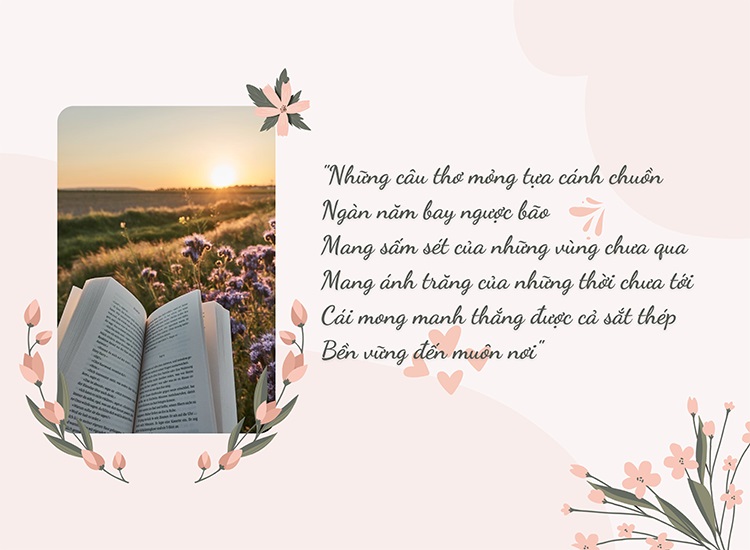 "Những câu thơ mỏng tựa cánh chuồn
Ngàn năm bay ngược bão
Mang sấm sét của những vùng chưa qua
Mang ánh trăng của những thời chưa tới
Cái mong manh thắng được cả sắt thép
Bền vững đến muôn nơi"